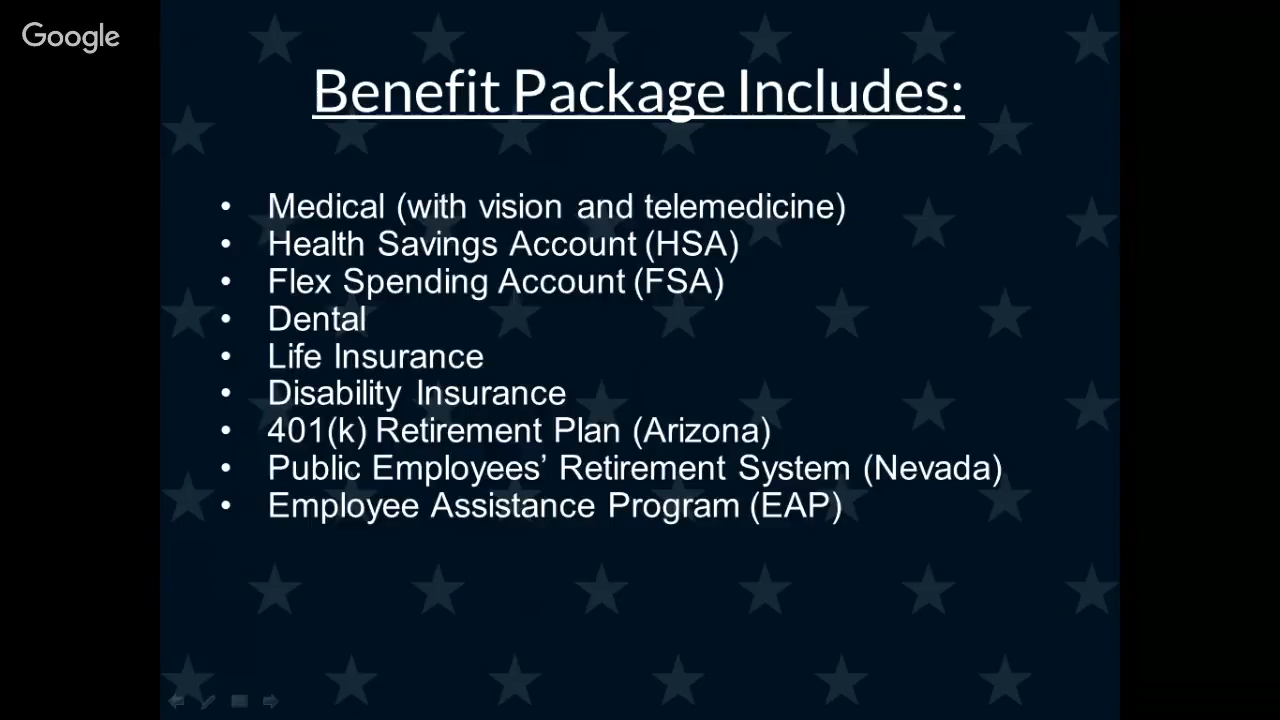 Google
Benefit Package Includes:
• Medical (with vision and telemedicine)
• Health Savings Account (HSA)
• Flex Spending Account (FSA)
• Dental
• Life Insurance
• Disability Insurance
• 401(k) Retirement Plan (Arizona)
• Public Employees’ Retirement System (Nevada)
• Employee Assistance Program (EAP)